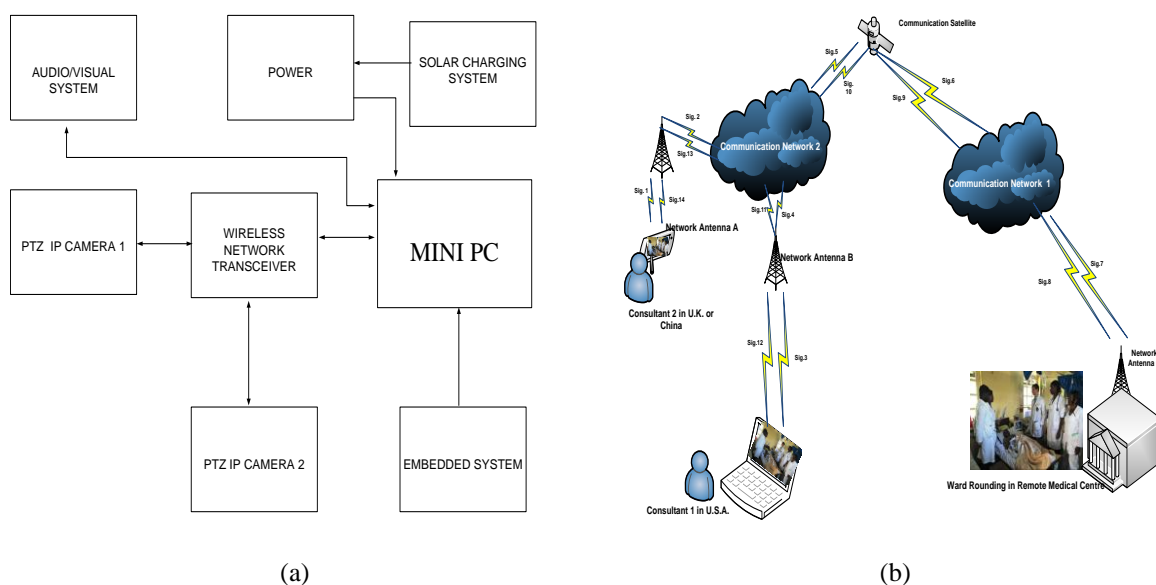 AUDIO/VISUAL
SYSTEM
POWER
SOLAR CHARGING
SYSTEM
PTZ IP CAMERA 1
WIRELESS
NETWORK
TRANSCEIVER
MINI PC
PTZ IP CAMERA 2
EMBEDDED SYSTEM
(a)
Communication Satellite
Sig.5
Sig.
10
Sig.6
Sig.9
Sig. 2
Sig.13
Communication Network 2
Communication Network 1
Sig. 1
Sig.14
Sig.11
Sig.4
Network Antenna A
Network Antenna B
Consultant 2 in U.K. or
China
Sig.7
Sig.8
Sig.12
Sig.3
Network
Antenna
Ward Rounding in Remote Medical Centre
Consultant 1 in U.S.A.
(b)